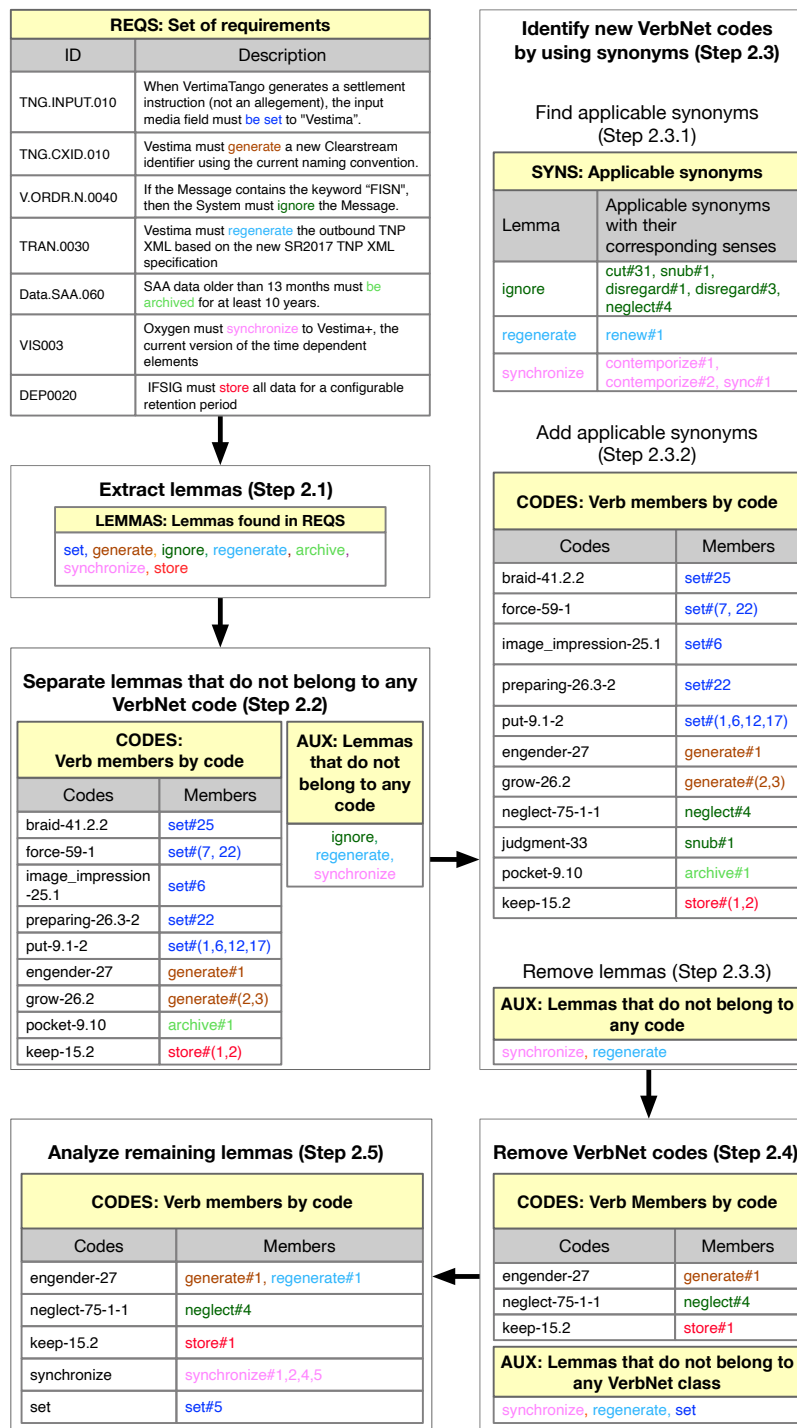 REQS: Set of requirements
ID Description
TNG.INPUT.010 When VertimaTango generates a settlement
instruction (not an allegement), the input
media field must be set to "Vestima".
TNG.CXID.010 Vestima must generate a new Clearstream
identifier using the current naming convention.
V.ORDR.N.0040 If the Message contains the keyword “FISN",
then the System must ignore the Message.
TRAN.0030 Vestima must regenerate the outbound TNP
XML based on the new SR2017 TNP XML
specification
Data.SAA.060 SAA data older than 13 months must be
archived for at least 10 years.
VIS003 Oxygen must synchronize to Vestima+, the
current version of the time dependent
elements
DEP0020 IFSIG must store all data for a configurable
retention period
Extract lemmas (Step 2.1)
LEMMAS: Lemmas found in REQS
set, generate, ignore, regenerate, archive,
synchronize, store
Separate lemmas that do not belong to any
VerbNet code (Step 2.2)
CODES:
Verb members by code
Codes Members
braid-41.2.2 set#25
force-59-1 set#(7, 22)
image_impression
-25.1 set#6
preparing-26.3-2 set#22
put-9.1-2 set#(1,6,12,17)
engender-27 generate#1
grow-26.2 generate#(2,3)
pocket-9.10 archive#1
keep-15.2 store#(1,2)
AUX: Lemmas
that do not
belong to any
code
ignore,
regenerate,
synchronize
Identify new VerbNet codes
by using synonyms (Step 2.3)
Find applicable synonyms
(Step 2.3.1)
SYNS: Applicable synonyms
Lemma Applicable synonyms
with their
corresponding senses
ignore cut#31, snub#1,
disregard#1, disregard#3,
neglect#4
regenerate renew#1
synchronize contemporize#1,
contemporize#2, sync#1
Add applicable synonyms
(Step 2.3.2)
CODES: Verb members by code
Codes Members
braid-41.2.2 set#25
force-59-1 set#(7, 22)
image_impression-25.1 set#6
preparing-26.3-2 set#22
put-9.1-2 set#(1,6,12,17)
engender-27 generate#1
grow-26.2 generate#(2,3)
neglect-75-1-1 neglect#4
judgment-33 snub#1
pocket-9.10 archive#1
keep-15.2 store#(1,2)
Remove lemmas (Step 2.3.3)
AUX: Lemmas that do not belong to
any code
synchronize, regenerate
Remove VerbNet codes (Step 2.4)
CODES: Verb Members by code
Codes Members
engender-27 generate#1
neglect-75-1-1 neglect#4
keep-15.2 store#1
AUX: Lemmas that do not belong to
any VerbNet class
synchronize, regenerate, set
Analyze remaining lemmas (Step 2.5)
CODES: Verb members by code
Codes Members
engender-27 generate#1, regenerate#1
neglect-75-1-1 neglect#4
keep-15.2 store#1
synchronize synchronize#1,2,4,5
set set#5